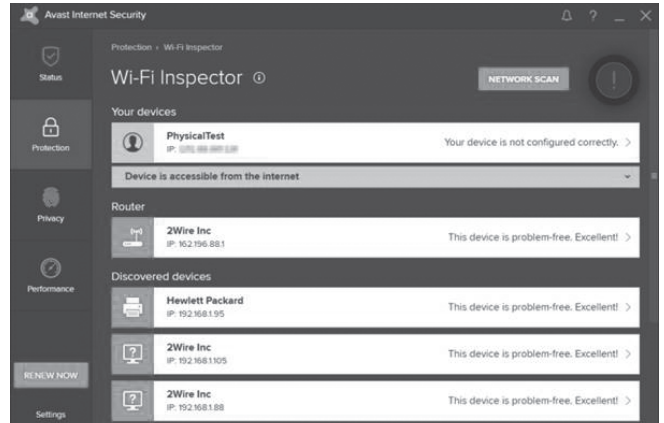 Avast Internet Security
?
Protection › Wi-Fi Inspector
Status
Wi-Fi Inspector
NETWORK SCAN
!
Your devices
PhysicalTest
IP:
Your device is not configured correctly. >
Protection
Device is accessible from the internet
Router
Privacy
2Wire Inc
IP: 162.196.88.1
This device is problem-free. Excellent! >
Performance
Discovered devices
Hewlett Packard
IP: 192.168.1.95
This device is problem-free. Excellent! >
2Wire Inc
IP: 192.168.1.105
This device is problem-free. Excellent! >
RENEW NOW
2Wire Inc
IP: 192.168.1.88
This device is problem-free. Excellent! >
Settings